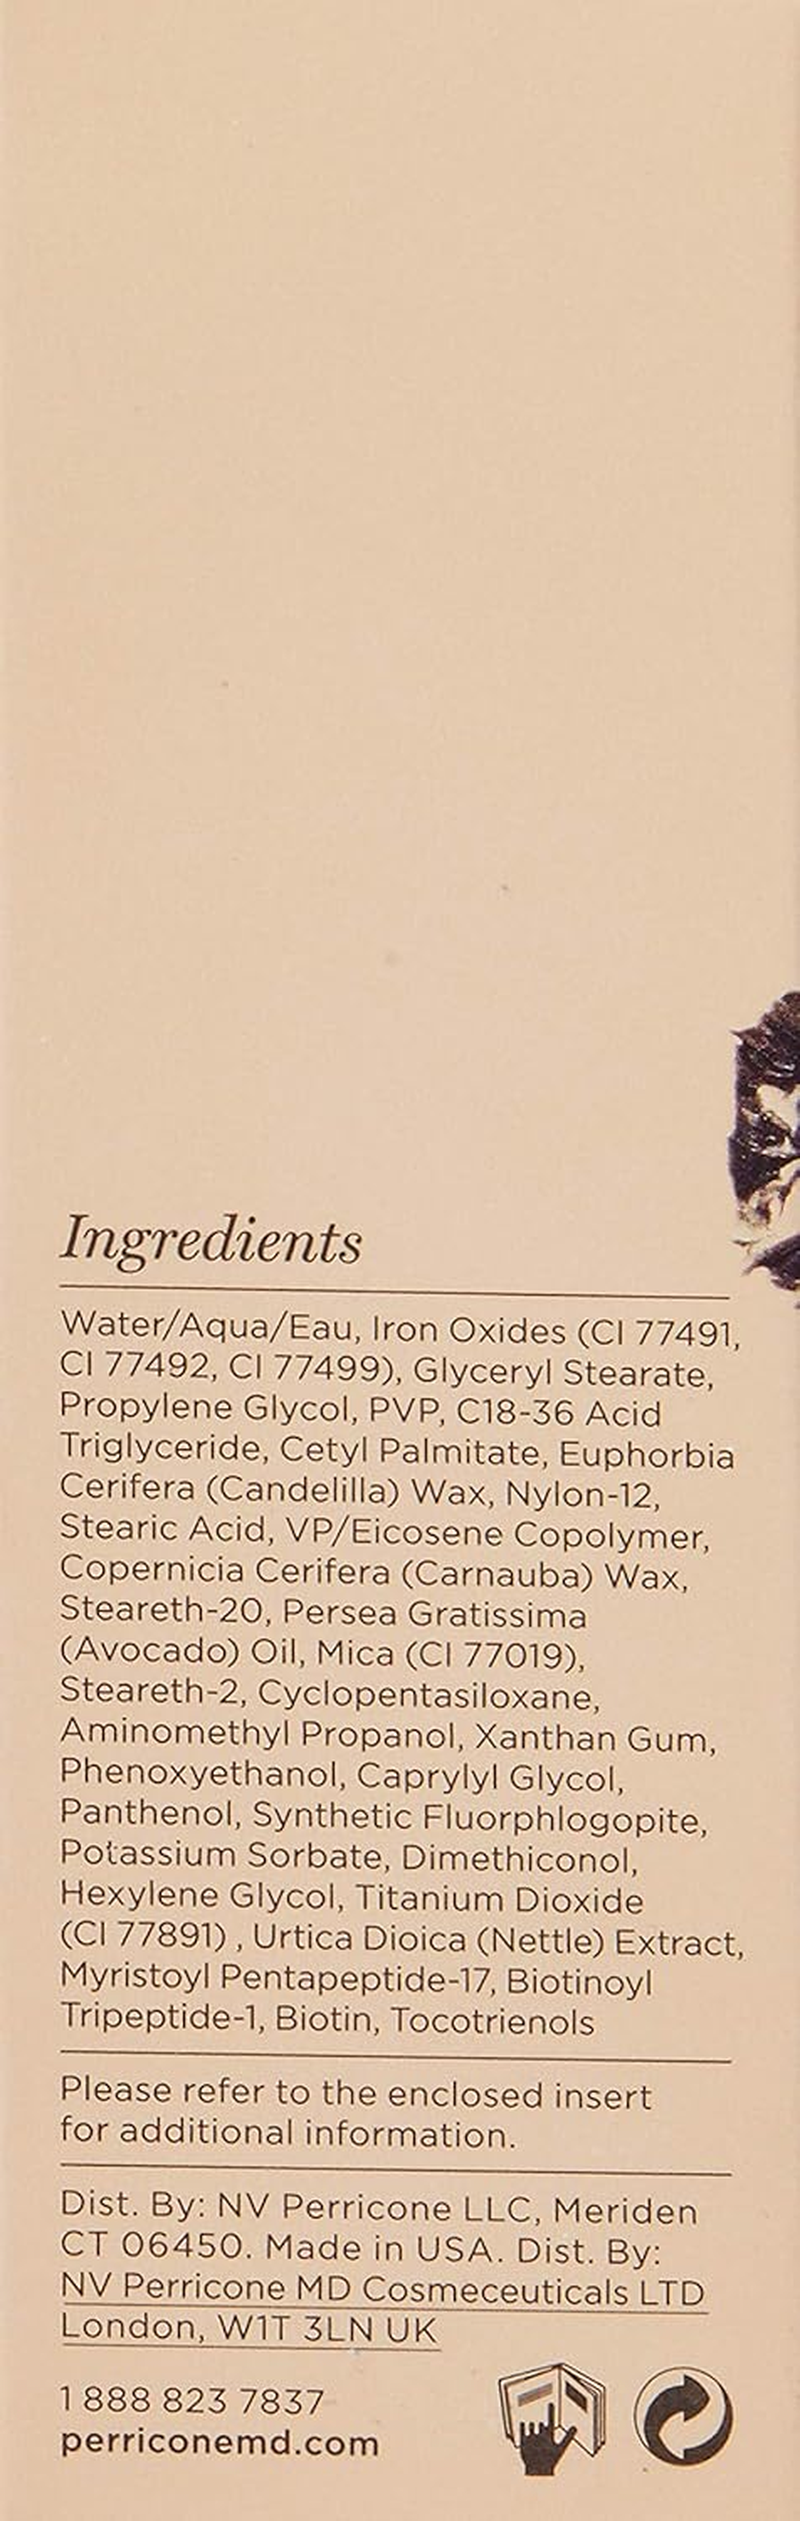 Ingredients
Water/Aqua/Eau, Iron Oxides (CI 77491,
CI 77492, CI 77499), Glyceryl Stearate,
Propylene Glycol, PVP, C18-36 Acid
Triglyceride, Cetyl Palmitate, Euphorbia
Cerifera (Candelilla) Wax, Nylon-12,
Stearic Acid, VP/Eicosene Copolymer,
Copernicia Cerifera (Carnauba) Wax,
Steareth-20, Persea Gratissima
(Avocado) Oil, Mica (CI 77019),
Steareth-2, Cyclopentasiloxane,
Aminomethyl Propanol, Xanthan Gum,
Phenoxyethanol, Caprylyl Glycol,
Panthenol, Synthetic Fluorphlogopite,
Potassium Sorbate, Dimethiconol,
Hexylene Glycol, Titanium Dioxide
(CI 77891) , Urtica Dioica (Nettle) Extract,
Myristoyl Pentapeptide-17, Biotinoyl
Tripeptide-1, Biotin, Tocotrienols
Please refer to the enclosed insert
for additional information.
Dist. By: NV Perricone LLC, Meriden
CT 06450. Made in USA. Dist. By:
NV Perricone MD Cosmeceuticals LTD
London, W1T 3LN UK
1 888 823 7837
perriconemd.com